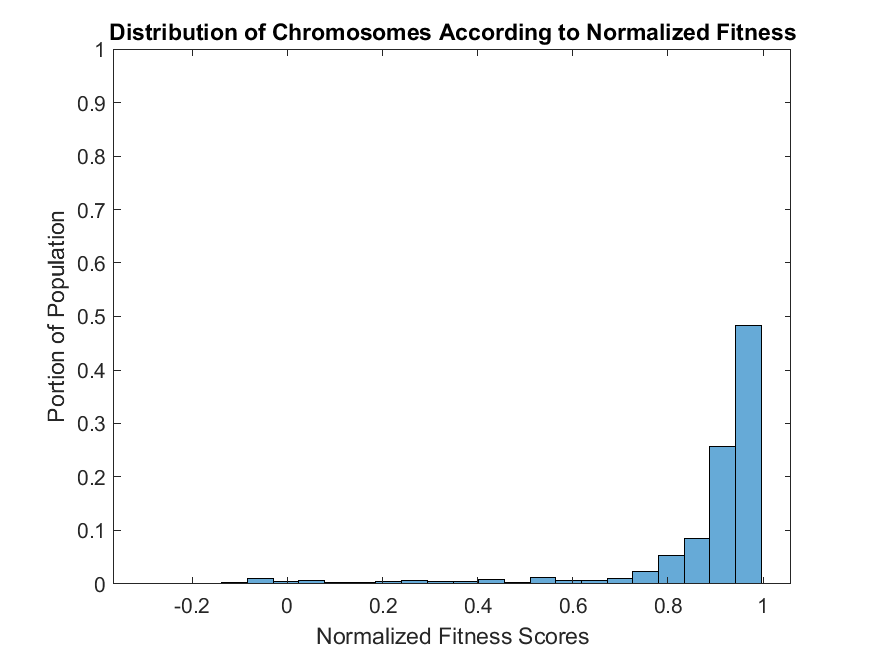 Distribution of Chromosomes According to Normalized Fitness
1
0.9
0.8
0.7
0.6
0.5
0.4
0.3
0.2
0.1
0
Portion of Population
-0.2 0 0.2 0.4 0.6 0.8 1
Normalized Fitness Scores